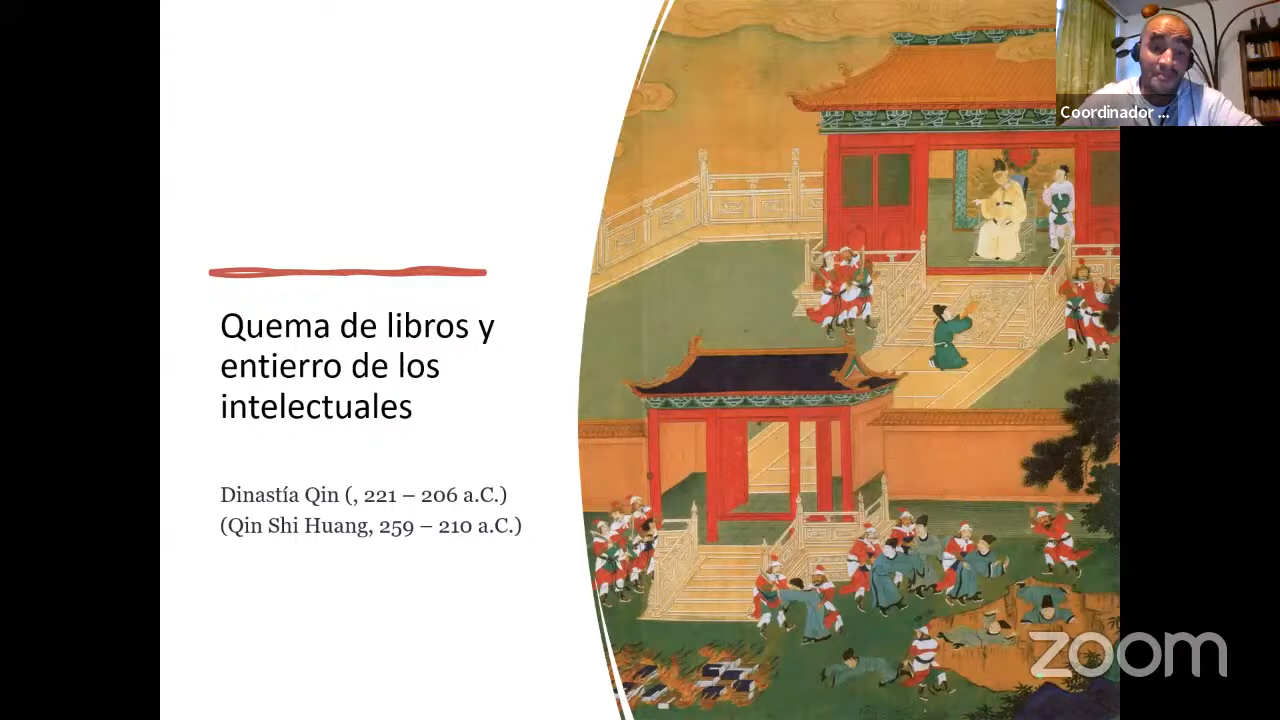 Coordinador ...
Quema de libros y
entierro de los
intelectuales
Dinastía Qin (, 221 – 206 a.C.)
(Qin Shi Huang, 259 – 210 a.C.)
zoom